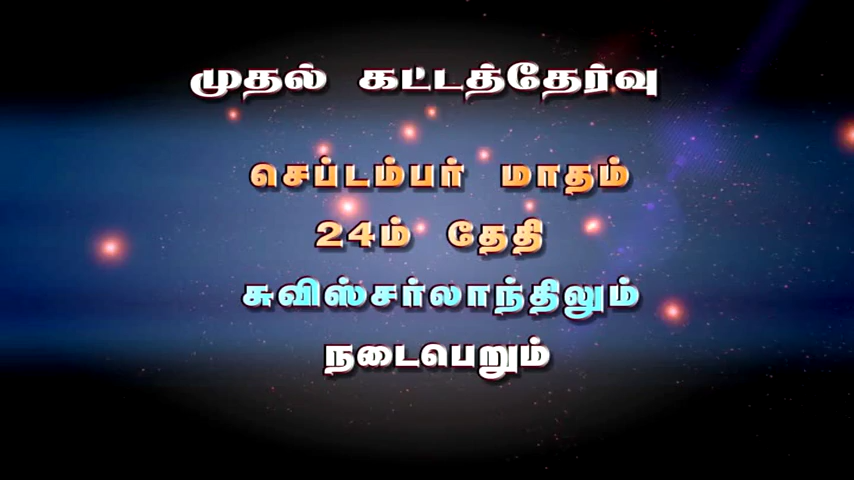 முதல் கட்டத்தேர்வு
செப்டம்பர் மாதம்
24ம் தேதி
சுவிஸ்சர்லாந்திலும்
நடைபெறும்